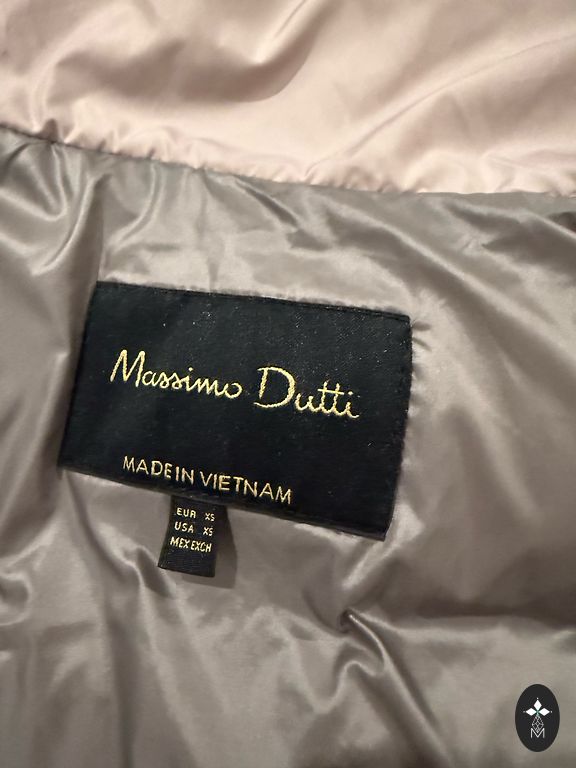 Massimo Dutti
MADE IN VIETNAM
EUR XS
USA XS
MEX EXCH
M